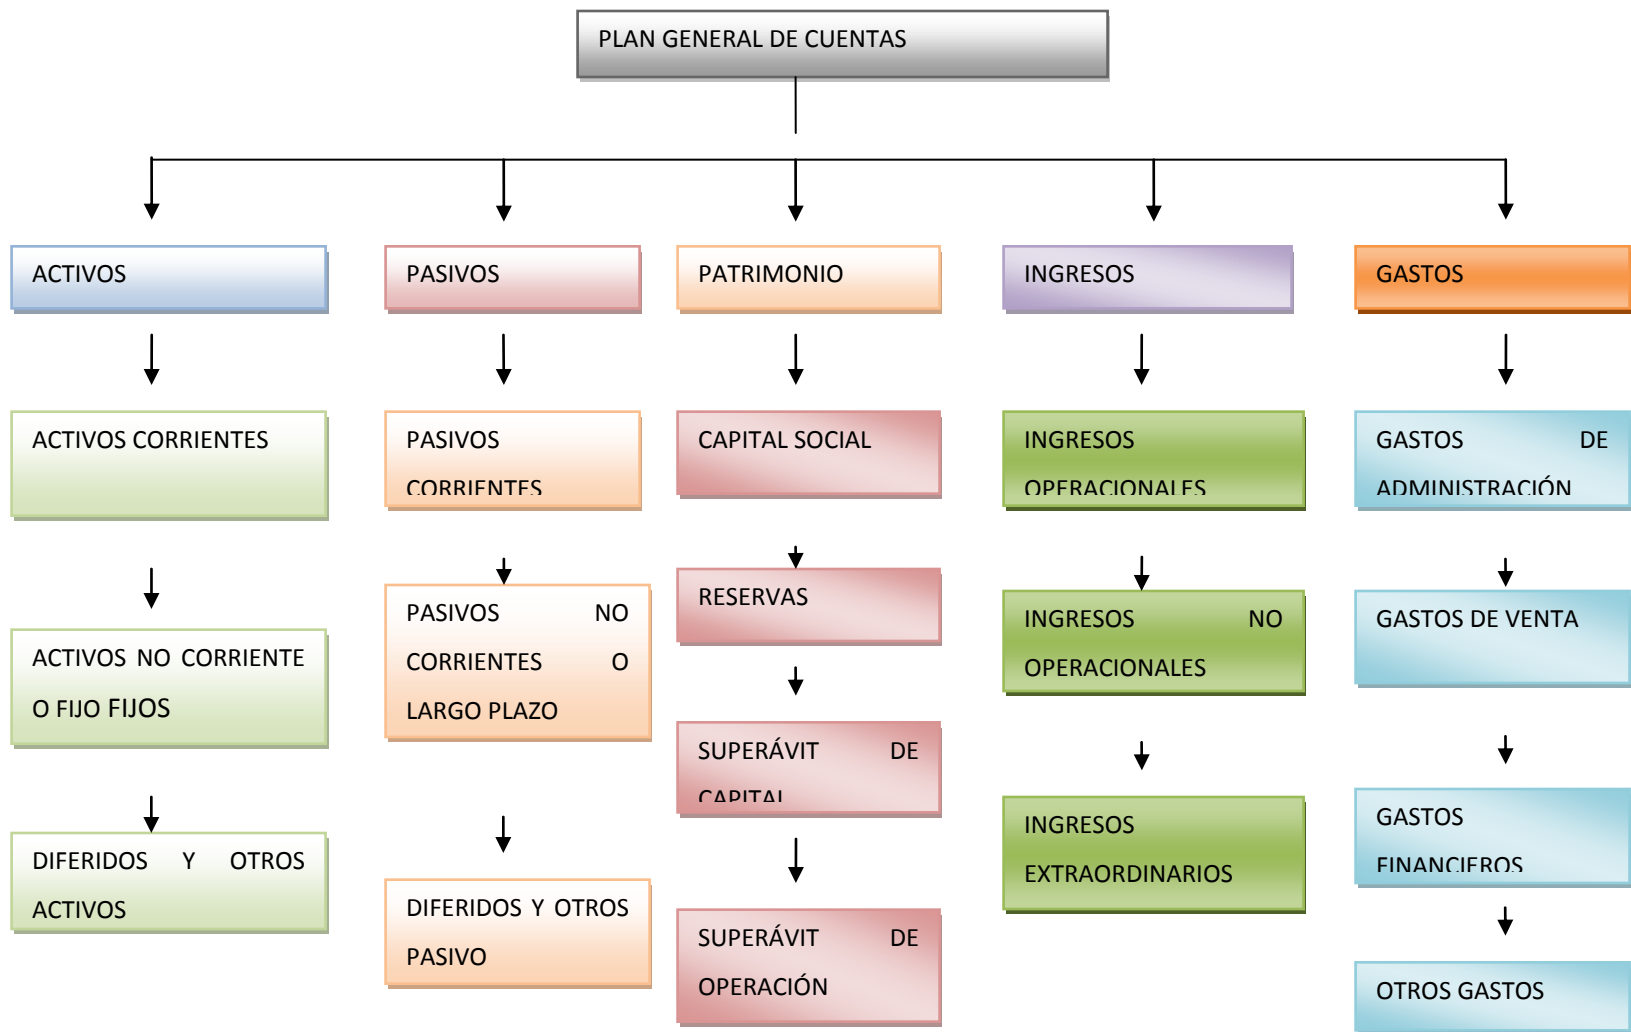 PLAN GENERAL DE CUENTAS
ACTIVOS
PASIVOS
PATRIMONIO
INGRESOS
GASTOS
ACTIVOS CORRIENTES
PASIVOS
CORRIENTES
CAPITAL SOCIAL
INGRESOS
OPERACIONALES
GASTOS DE
ADMINISTRACIÓN
ACTIVOS NO CORRIENTE
O FIJO FIJOS
PASIVOS NO
CORRIENTES O
LARGO PLAZO
RESERVAS
INGRESOS NO
OPERACIONALES
GASTOS DE VENTA
SUPERÁVIT DE
CAPITAL
INGRESOS
EXTRAORDINARIOS
GASTOS
FINANCIEROS
DIFERIDOS Y OTROS
ACTIVOS
DIFERIDOS Y OTROS
PASIVO
SUPERÁVIT DE
OPERACIÓN
OTROS GASTOS